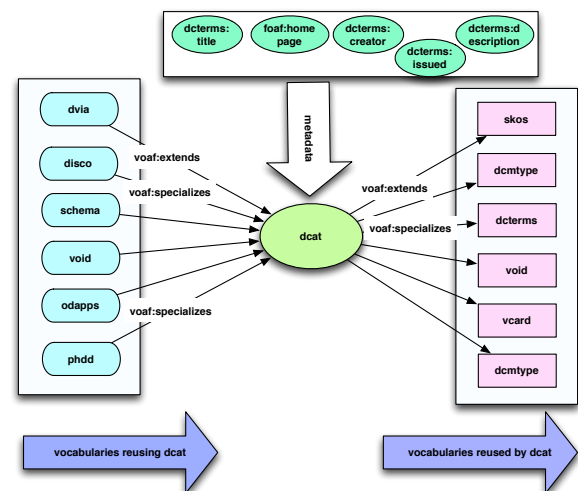 dcterms:
title
foaf:home
page
dcterms:
creator
dcterms:
issued
dcterms:d
escription
metadata
dvia
disco
schema
void
odapps
phdd
voaf:extends
voaf:specializes
voaf:specializes
dcat
voaf:extends
voaf:specializes
skos
dcmtype
dcterms
void
vcard
dcmtype
vocabularies reusing dcat
vocabularies reused by dcat